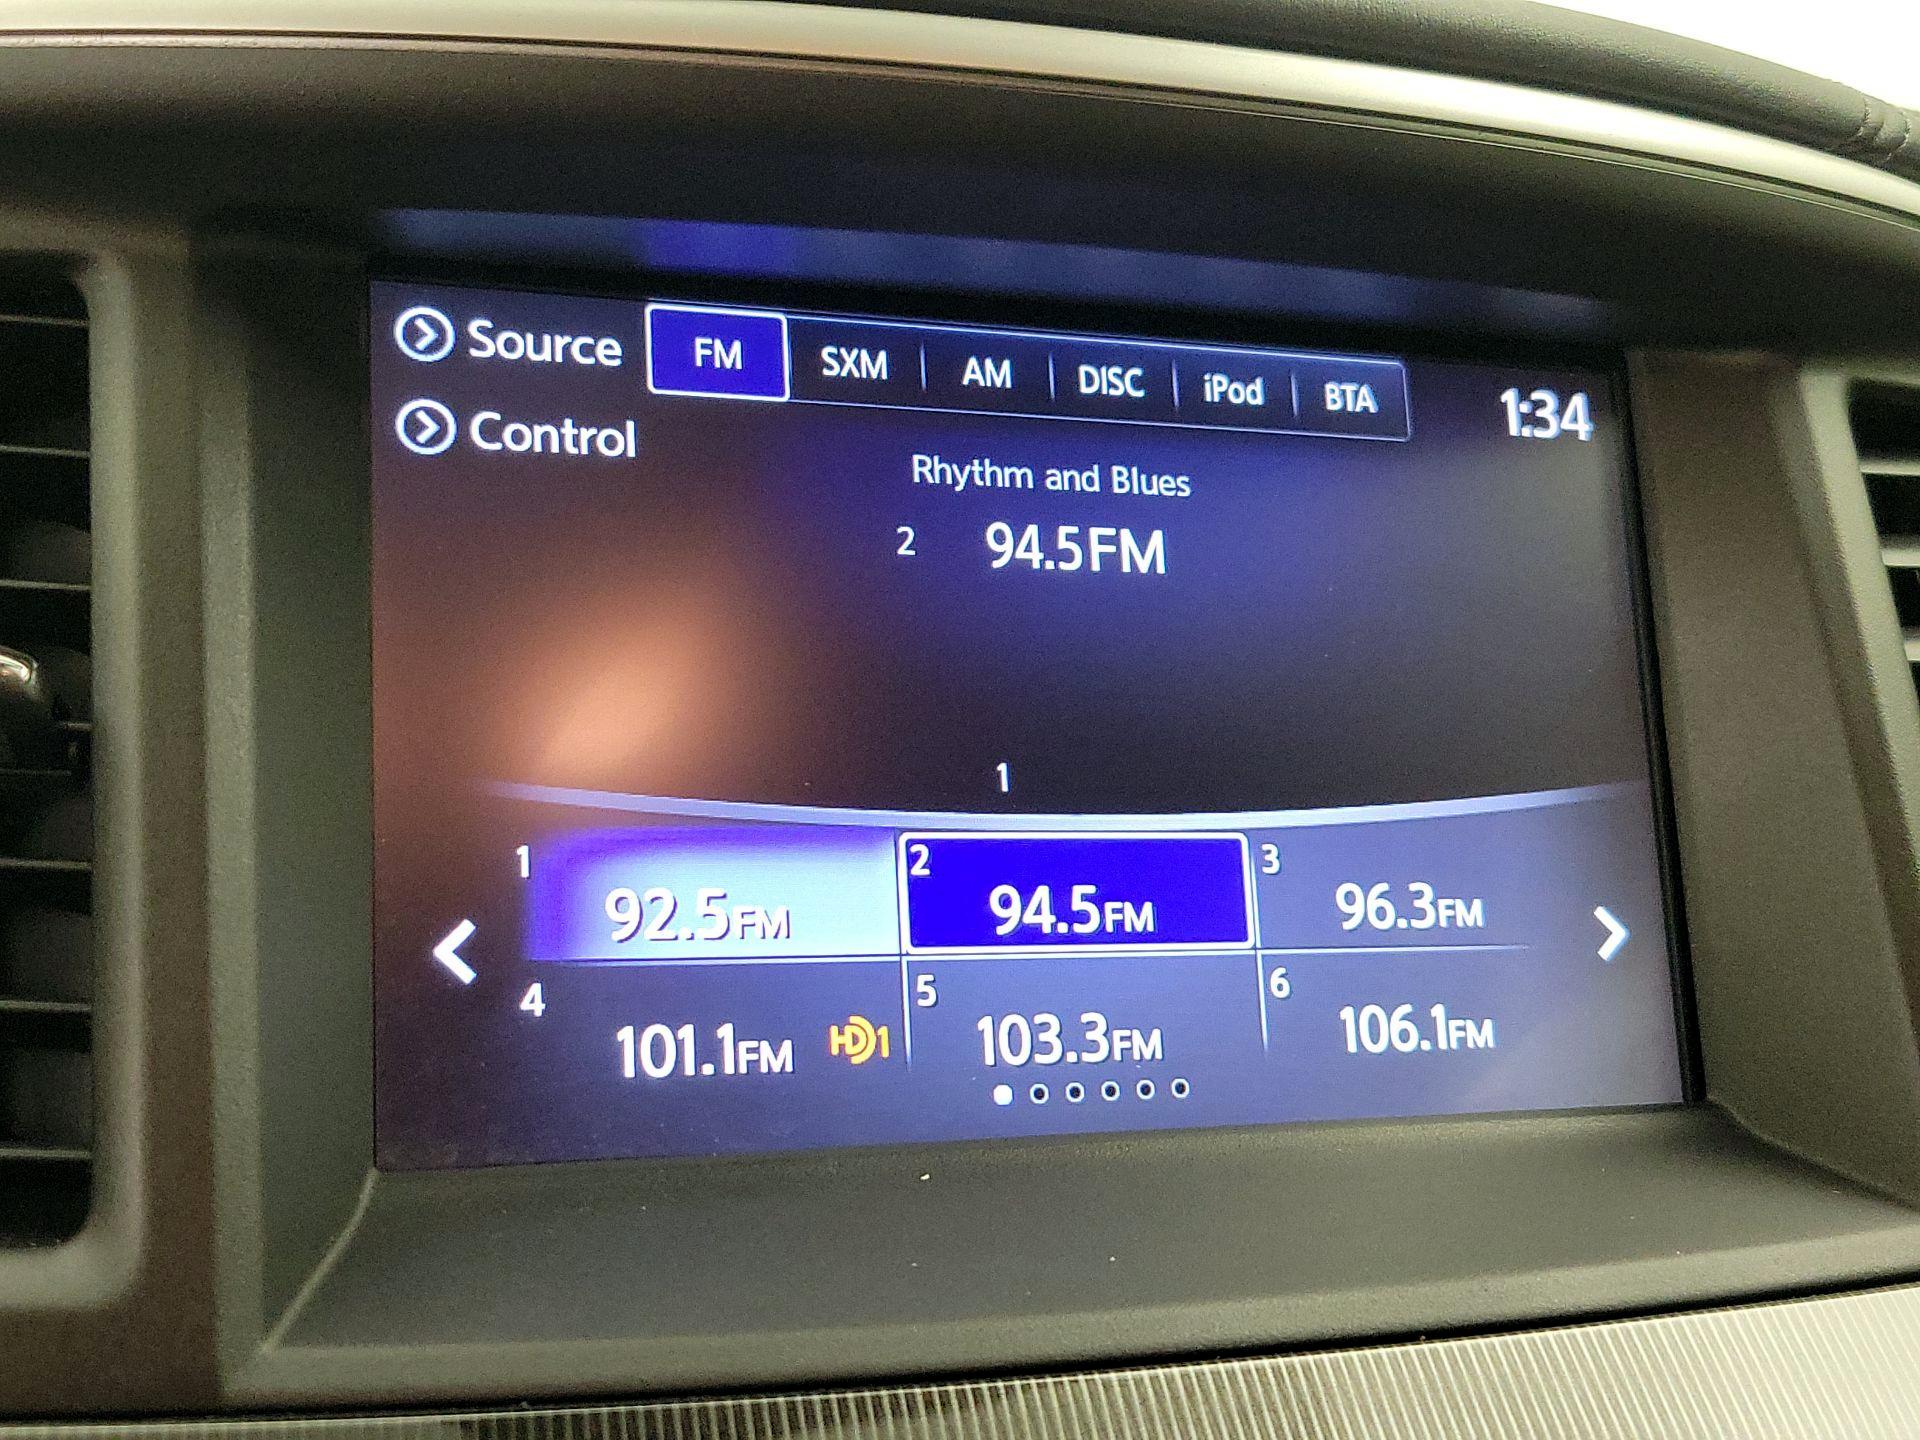 Source FM SXM AM DISC iPod BTA 1:34
Control
Rhythm and Blues
2 94.5FM
1
1 92.5FM 2 94.5FM 3 96.3FM
4 101.1FM HD1 5 103.3FM 6 106.1FM